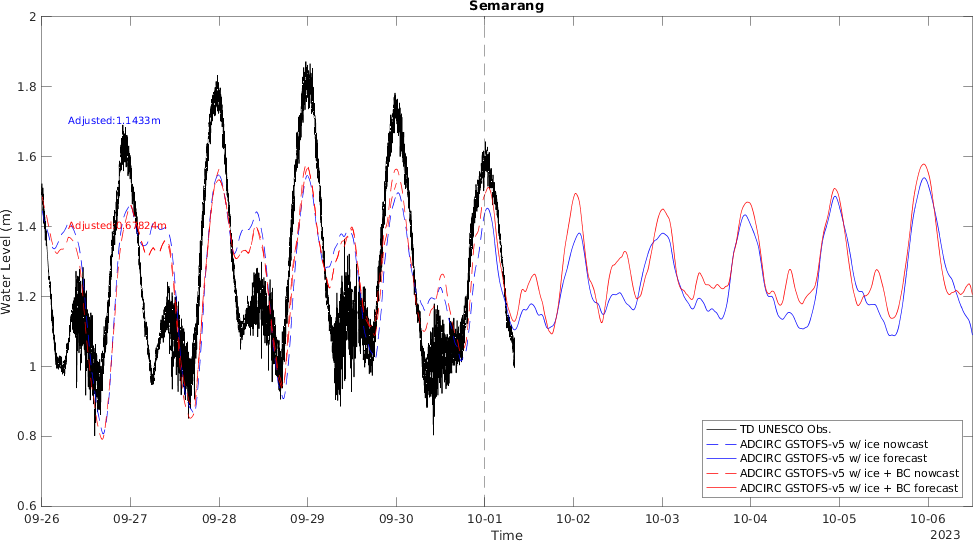 Semarang
Water Level (m)
2
1.8
1.6
1.4
1.2
1
0.8
0.6
Adjusted:1.1433m
Adjusted:0.67824m
TD UNESCO Obs.
ADCIRC GSTOFS-v5 w/ ice nowcast
ADCIRC GSTOFS-v5 w/ ice forecast
ADCIRC GSTOFS-v5 w/ ice + BC nowcast
ADCIRC GSTOFS-v5 w/ ice + BC forecast
09-26 09-27 09-28 09-29 09-30 10-01 10-02 10-03 10-04 10-05 10-06
Time
2023